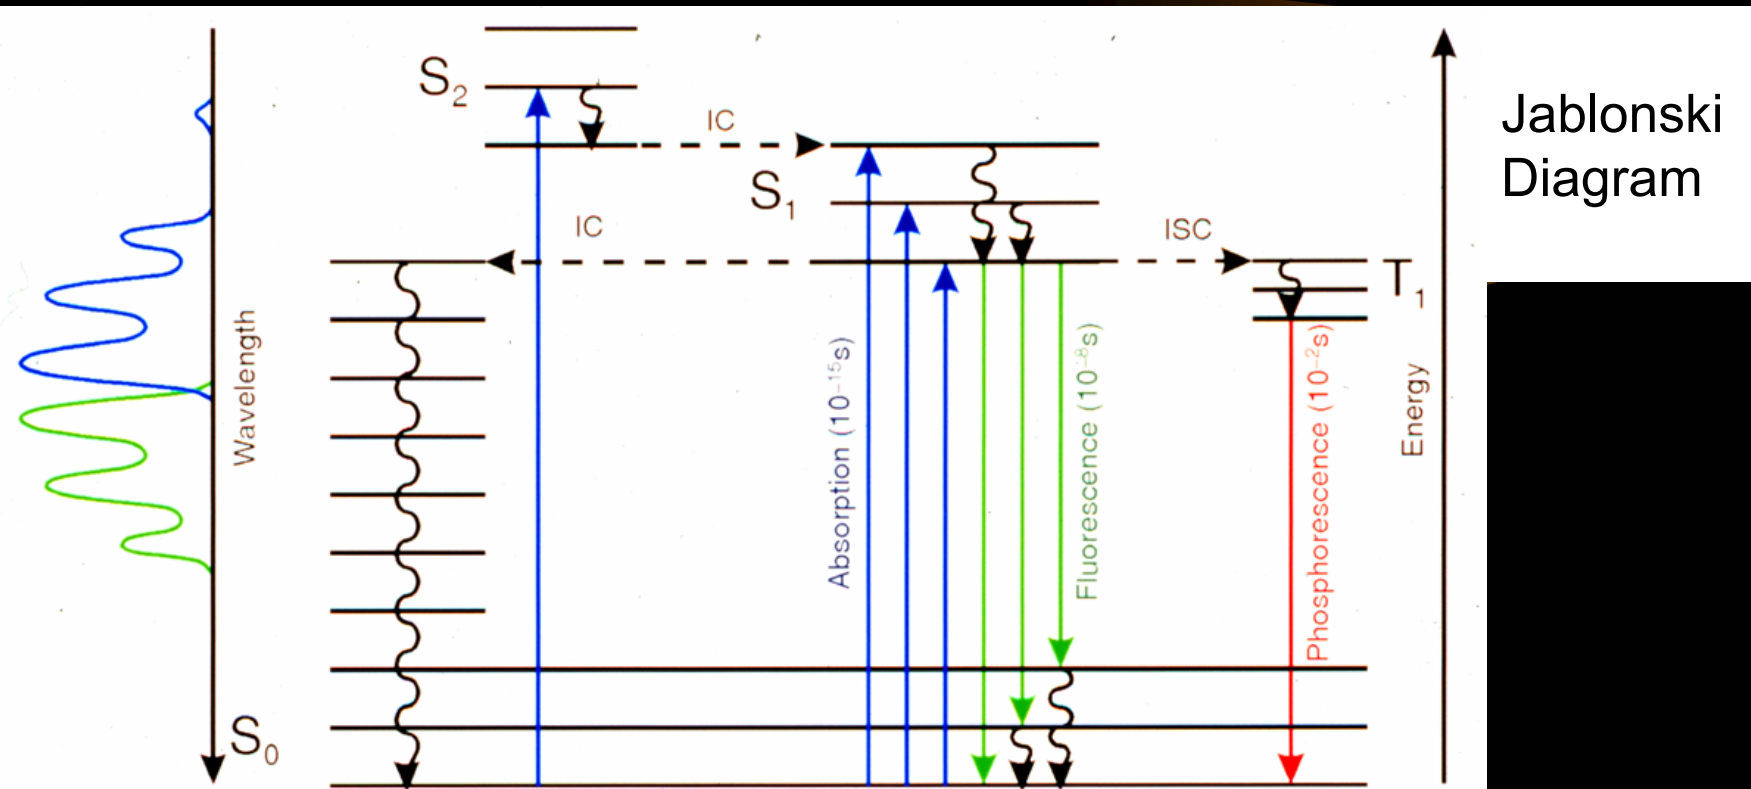 Jablonski
Diagram
S2
IC
S1
IC
ISC
T1
Wavelength
Absorption (10⁻¹⁵s)
Fluorescence (10⁻⁸s)
Phosphorescence (10⁻²s)
Energy
S0